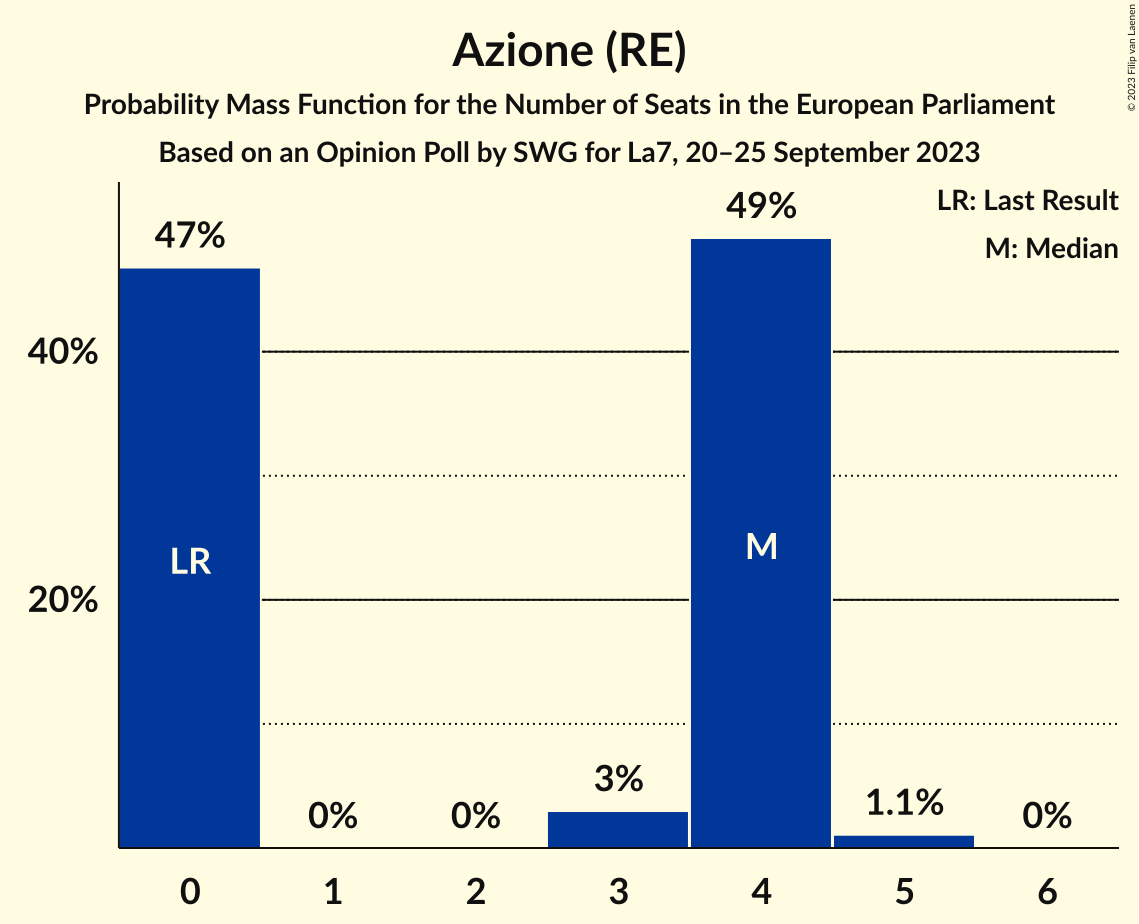 Azione (RE)
Probability Mass Function for the Number of Seats in the European Parliament
Based on an Opinion Poll by SWG for La7, 20–25 September 2023
© 2023 Filip van Laenen
LR: Last Result
M: Median
47%
0%
0%
3%
49%
1.1%
0%
40%
20%
LR
M
0
1
2
3
4
5
6